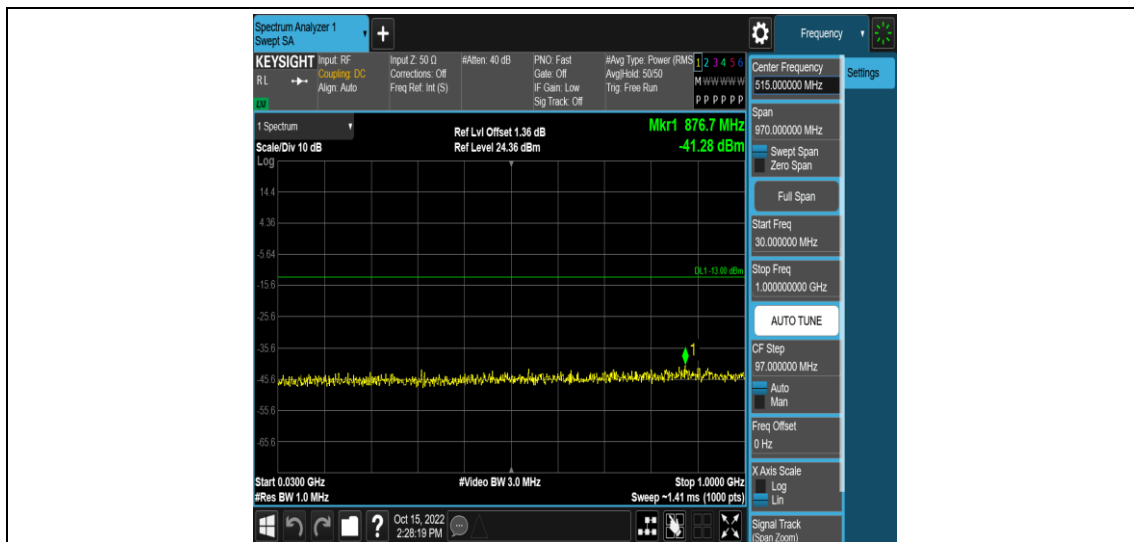 Spectrum Analyzer 1
Swept SA
Frequency
KEYSIGHT
RL
LV
Input: RF
Coupling: DC
Align: Auto
Input Z: 50 Ω
Corrections: Off
Freq Ref: Int (S)
#Atten: 40 dB
PNO: Fast
Gate: Off
IF Gain: Low
Sig Track: Off
#Avg Type: Power (RMS
Avg|Hold: 50/50
Trig: Free Run
1 2 3 4 5 6
M W W W W W
P P P P P P
1 Spectrum
Scale/Div 10 dB
Ref Lvl Offset 1.36 dB
Ref Level 24.36 dBm
Mkr1 876.7 MHz
-41.28 dBm
Log
14.4
4.36
-5.64
DL1 -13.00 dBm
-15.6
-25.6
-35.6
1
-45.6
-55.6
-65.6
Start 0.0300 GHz
#Res BW 1.0 MHz
#Video BW 3.0 MHz
Stop 1.0000 GHz
Sweep ~1.41 ms (1000 pts)
Center Frequency
515.000000 MHz
Span
970.000000 MHz
Swept Span
Zero Span
Full Span
Start Freq
30.000000 MHz
Stop Freq
1.000000000 GHz
AUTO TUNE
CF Step
97.000000 MHz
Auto
Man
Freq Offset
0 Hz
X Axis Scale
Log
Lin
Signal Track
(Span Zoom)
Settings
?
Oct 15, 2022
2:28:19 PM